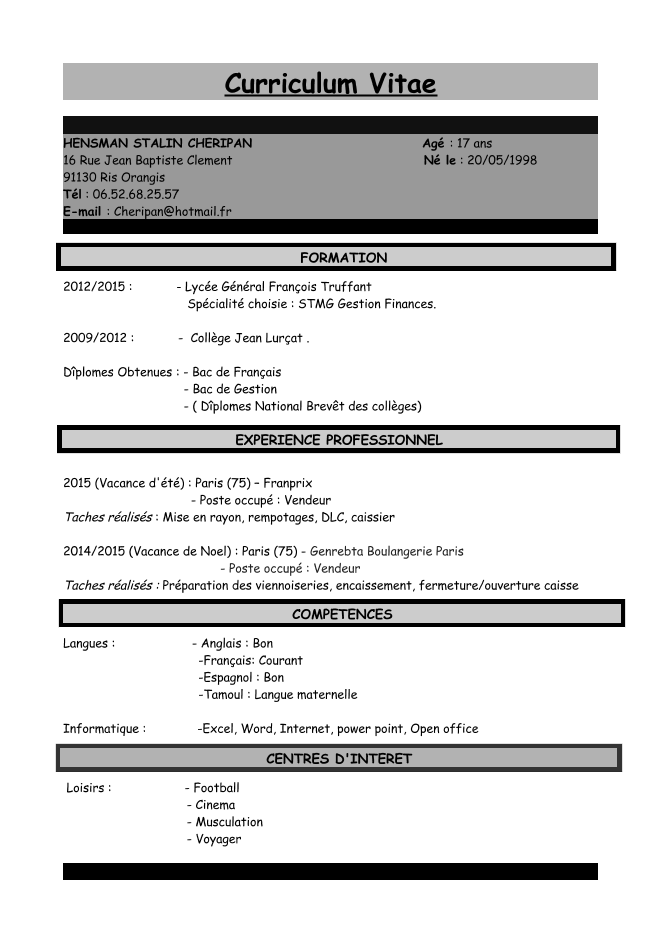 Curriculum Vitae
HENSMAN STALIN CHERIPAN Agé : 17 ans
16 Rue Jean Baptiste Clement Né le : 20/05/1998
91130 Ris Orangis
Tél : 06.52.68.25.57
E-mail : Cheripan@hotmail.fr
FORMATION
2012/2015 : - Lycée Général François Truffant
Spécialité choisie : STMG Gestion Finances.
2009/2012 : - Collège Jean Lurçat .
Dîplomes Obtenues : - Bac de Français
- Bac de Gestion
- ( Dîplomes National Brevêt des collèges)
EXPERIENCE PROFESSIONNEL
2015 (Vacance d'été) : Paris (75) – Franprix
- Poste occupé : Vendeur
Taches réalisés : Mise en rayon, rempotages, DLC, caissier
2014/2015 (Vacance de Noel) : Paris (75) - Genrebta Boulangerie Paris
- Poste occupé : Vendeur
Taches réalisés : Préparation des viennoiseries, encaissement, fermeture/ouverture caisse
COMPETENCES
Langues : - Anglais : Bon
-Français: Courant
-Espagnol : Bon
-Tamoul : Langue maternelle
Informatique : -Excel, Word, Internet, power point, Open office
CENTRES D'INTERET
Loisirs : - Football
- Cinema
- Musculation
- Voyager